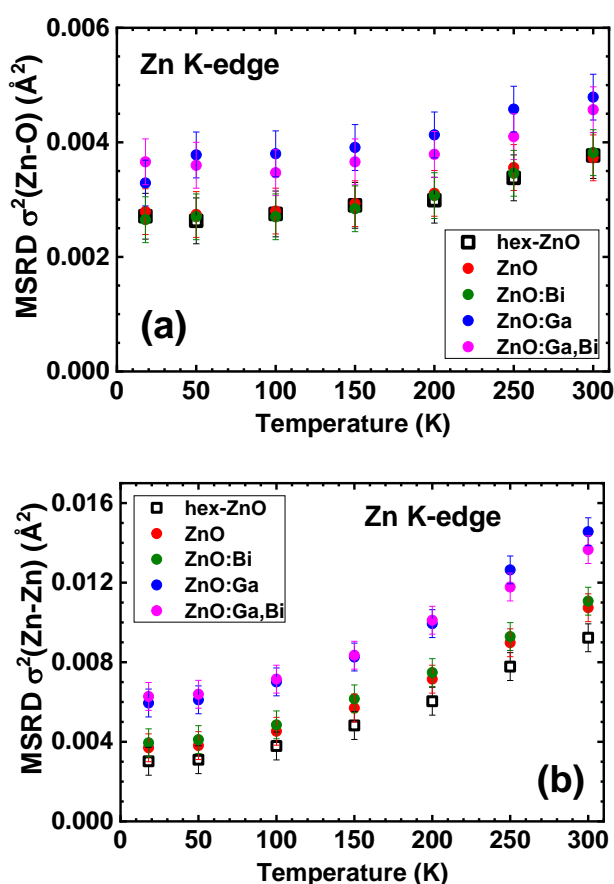 0.006
Zn K-edge
0.004
0.002
0.000
MSRD σ²(Zn-O) (Å²)
(a)
hex-ZnO
ZnO
ZnO:Bi
ZnO:Ga
ZnO:Ga,Bi
0 50 100 150 200 250 300
Temperature (K)
0.016
0.012
0.008
0.004
0.000
MSRD σ²(Zn-Zn) (Å²)
hex-ZnO
ZnO
ZnO:Bi
ZnO:Ga
ZnO:Ga,Bi
Zn K-edge
(b)
0 50 100 150 200 250 300
Temperature (K)